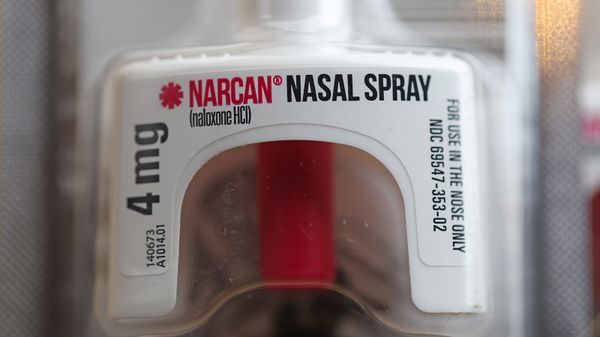 NARCAN® NASAL SPRAY
(naloxone HCl)
4 mg
140673
A1014.01
FOR USE IN THE NOSE ONLY
NDC 69547-353-02